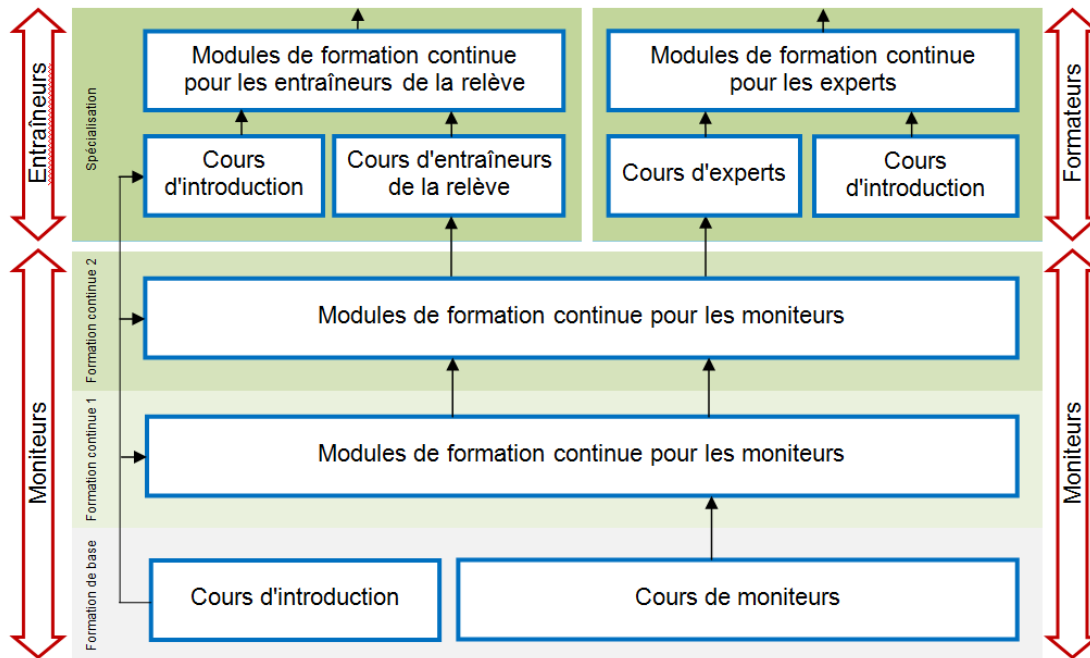 Entraîneurs
Spécialisation
Modules de formation continue
pour les entraîneurs de la relève
Modules de formation continue
pour les experts
Formateurs
Cours
d'introduction
Cours d'entraîneurs
de la relève
Cours d'experts
Cours
d'introduction
Moniteurs
Formation continue 2
Modules de formation continue pour les moniteurs
Moniteurs
Formation continue 1
Modules de formation continue pour les moniteurs
Formation de base
Cours d'introduction
Cours de moniteurs